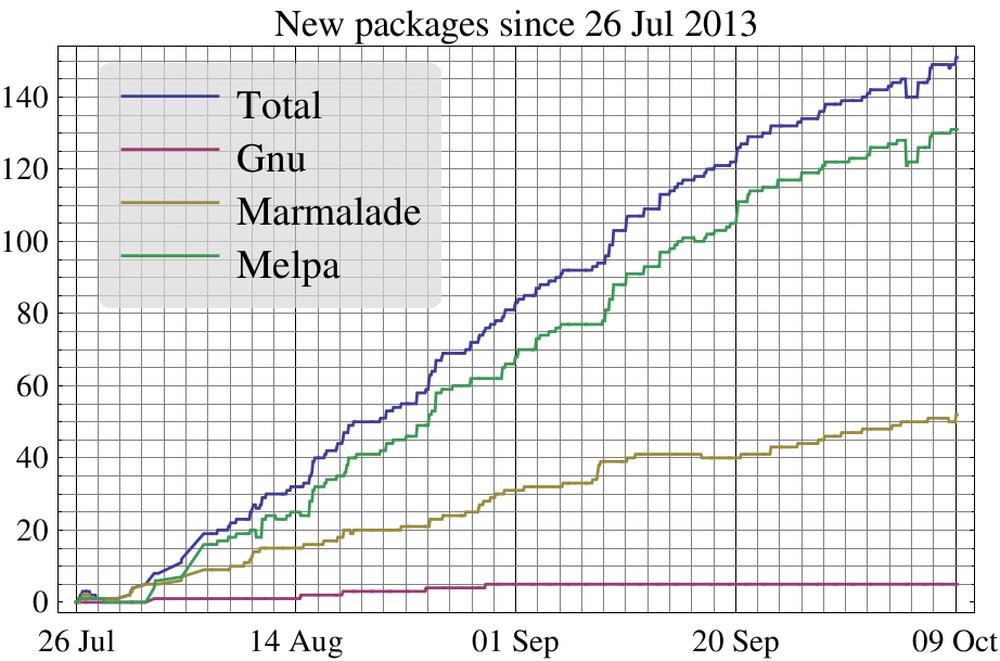 New packages since 26 Jul 2013
Total
Gnu
Marmalade
Melpa
140
120
100
80
60
40
20
0
26 Jul 14 Aug 01 Sep 20 Sep 09 Oct